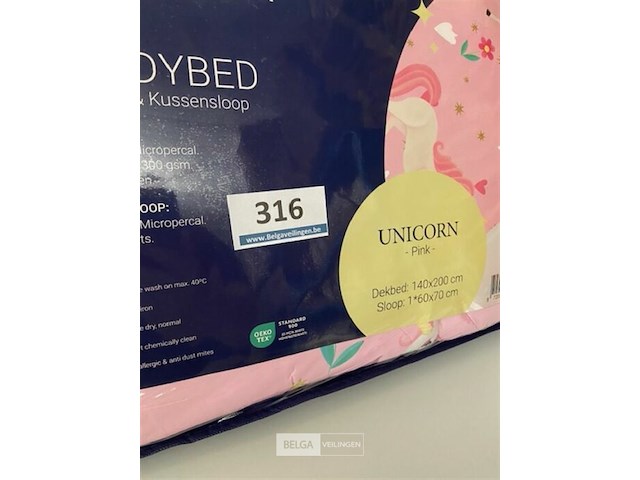 DYBED
& Kussensloop
Micropercal.
300 gsm.
OOP:
Micropercal.
ts.
316
www.Belgaveilingen.be
UNICORN
- Pink -
Dekbed: 140x200 cm
Sloop: 1*60x70 cm
e wash on max. 40ºC
iron
e dry, normal
t chemically clean
allergic & anti dust mites
OEKO
TEX®
STANDARD
100
BELGA VEILINGEN